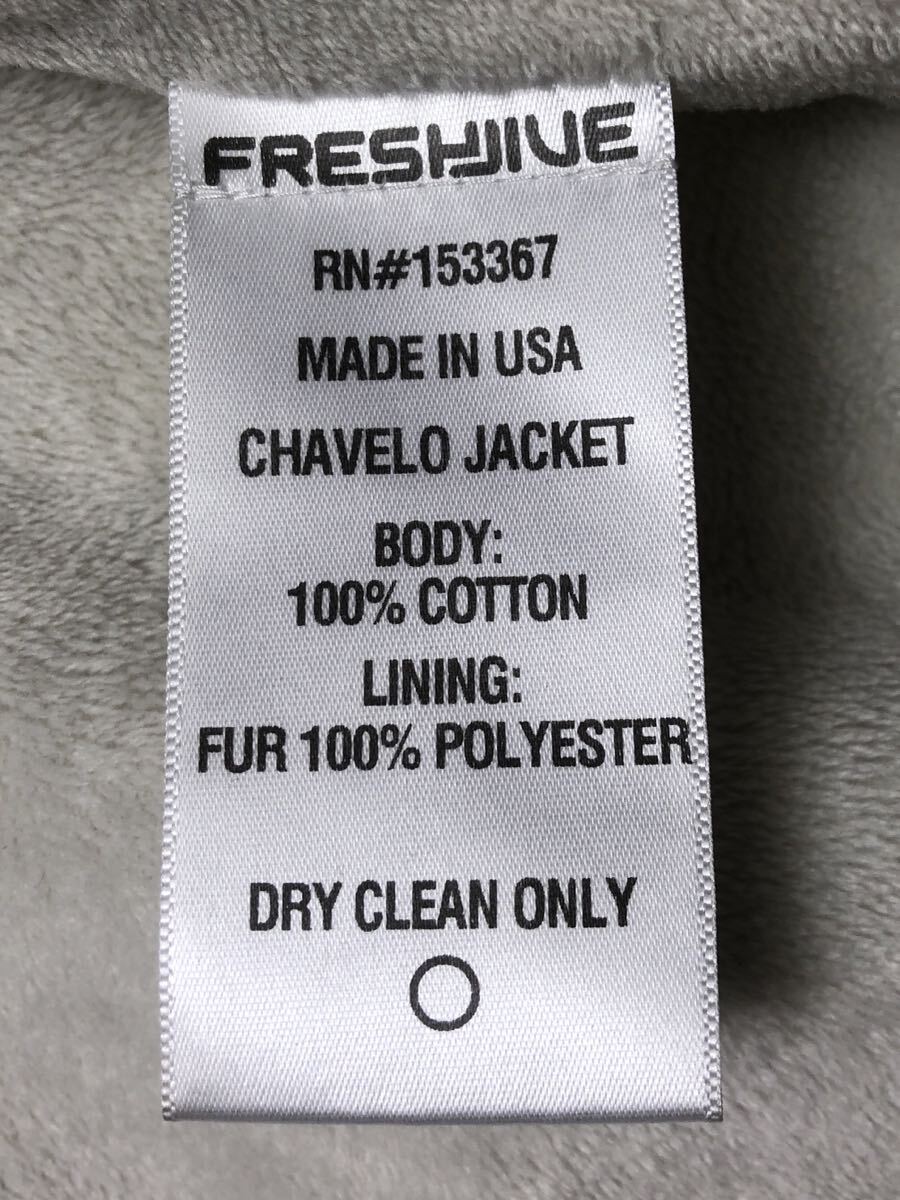 FRESHJIVE
RN#153367
MADE IN USA
CHAVELO JACKET
BODY:
100% COTTON
LINING:
FUR 100% POLYESTER
DRY CLEAN ONLY